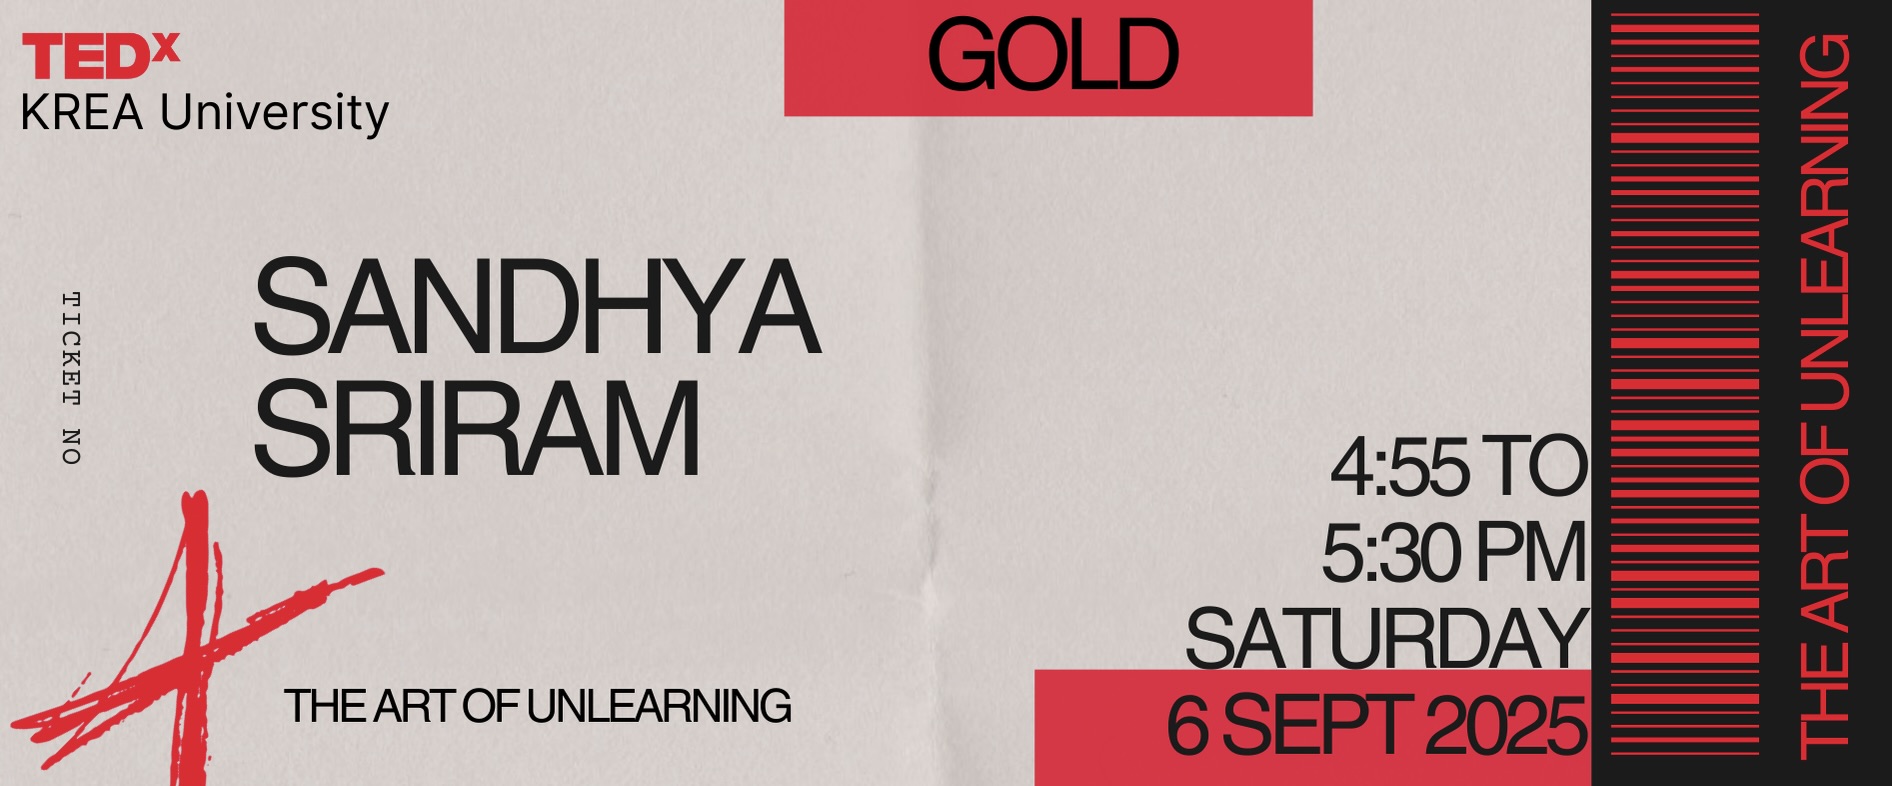 TEDx
KREA University
GOLD
TICKET NO
SANDHYA
SRIRAM
4:55 TO
5:30 PM
SATURDAY
6 SEPT 2025
THE ART OF UNLEARNING
THE ART OF UNLEARNING